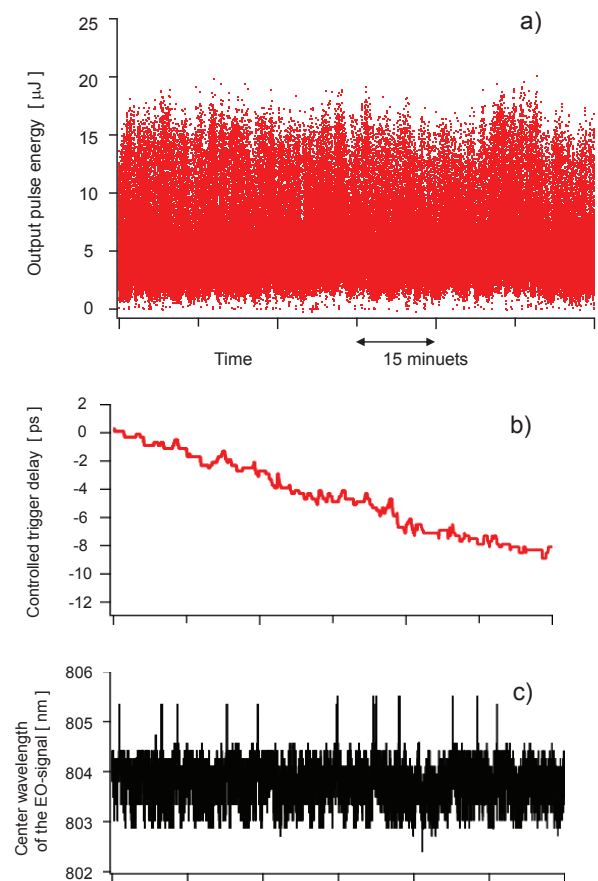 a)
25
20
15
10
5
0
Output pulse energy [ µJ ]
Time
15 minuets
b)
2
0
-2
-4
-6
-8
-10
-12
Controlled trigger delay [ ps ]
c)
806
805
804
803
802
Center wavelength
of the EO-signal [ nm ]